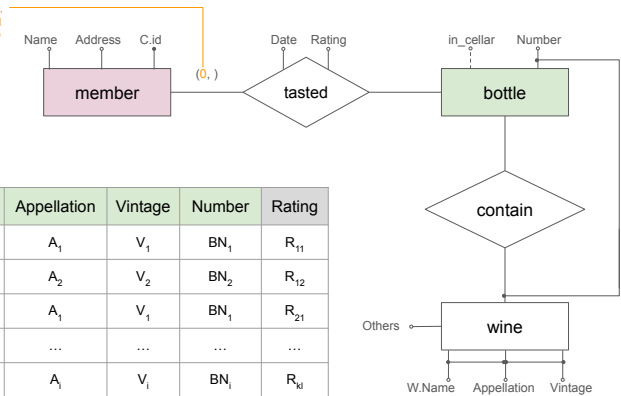 Name Address C.id
Date Rating
in_cellar Number
(0, )
member
tasted
bottle
contain
Appellation Vintage Number Rating
A1 V1 BN1 R11
A2 V2 BN2 R12
A1 V1 BN1 R21
... ... ... ...
Ai Vi BNi Rkl
Others
wine
W.Name Appellation Vintage